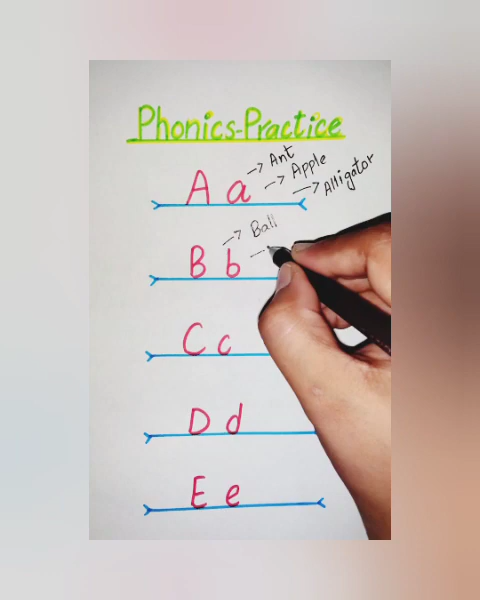 Phonics-Practice
A a -> Ant
-> Apple
-> Alligator
B b -> Ball
C c
D d
E e